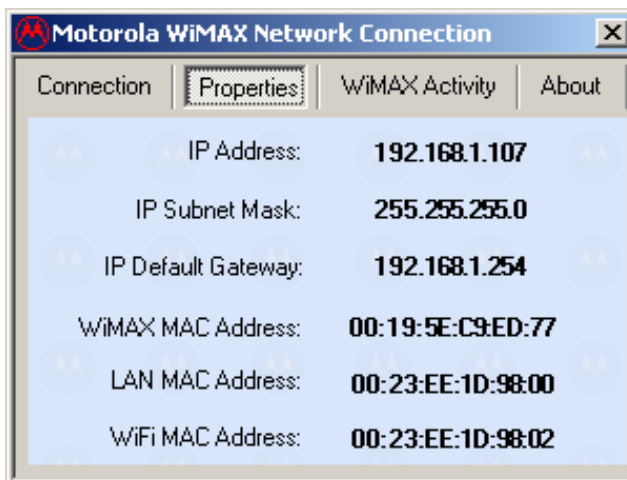 Motorola WiMAX Network Connection
Connection Properties WiMAX Activity About
IP Address: 192.168.1.107
IP Subnet Mask: 255.255.255.0
IP Default Gateway: 192.168.1.254
WiMAX MAC Address: 00:19:5E:C9:ED:77
LAN MAC Address: 00:23:EE:1D:98:00
WiFi MAC Address: 00:23:EE:1D:98:02